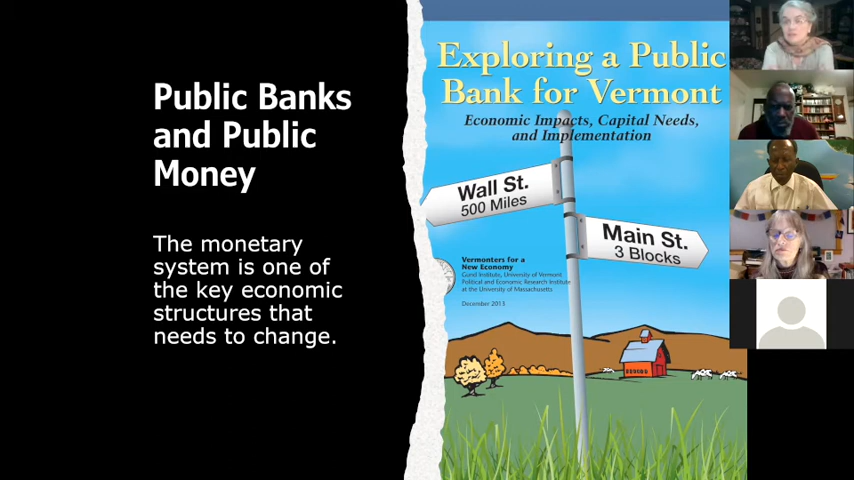 Public Banks
and Public
Money
The monetary
system is one of
the key economic
structures that
needs to change.
Exploring a Public
Bank for Vermont
Economic Impacts, Capital Needs,
and Implementation
Wall St.
500 Miles
Main St.
3 Blocks
Vermonters for a
New Economy
Gund Institute, University of Vermont
Political and Economic Research Institute
at the University of Massachusetts
December 2013